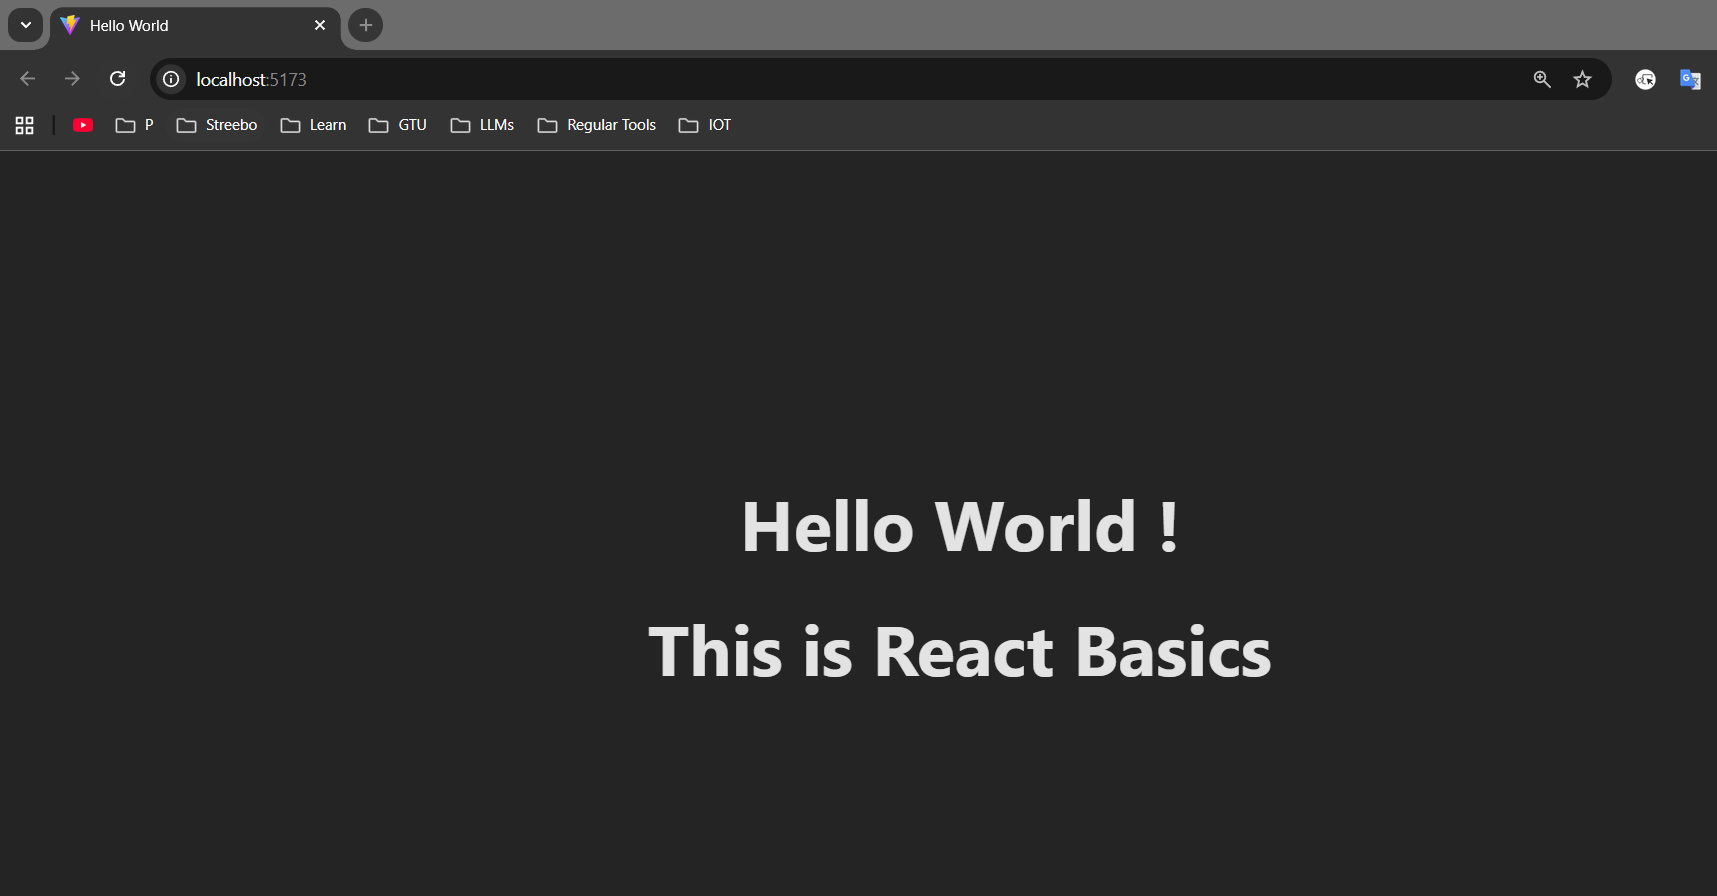 Hello World
localhost:5173
P Streebo Learn GTU LLMs Regular Tools IOT
Hello World !
This is React Basics